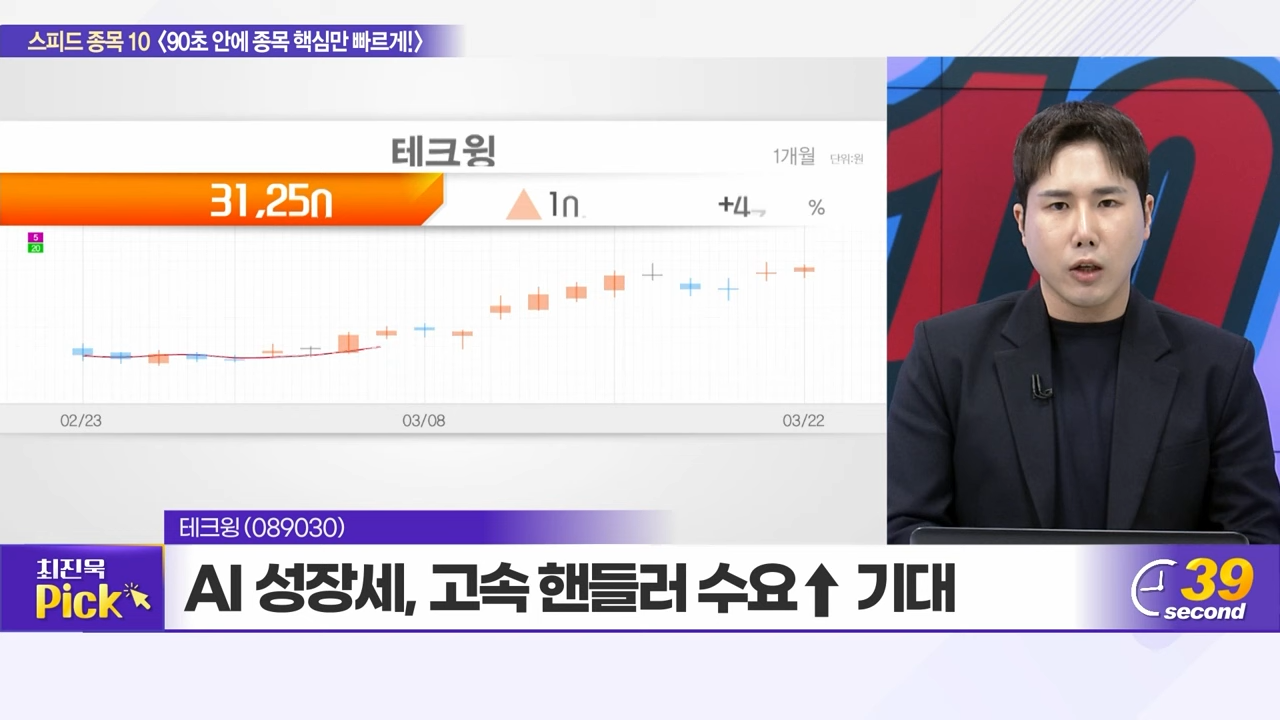 스피드 종목 10 〈90초 안에 종목 핵심만 빠르게!〉
테크윙
1개월 단위:원
%
5
20
02/23 03/08 03/22
테크윙(089030)
최진욱
Pick
AI 성장세, 고속 핸들러 수요↑ 기대
39
second